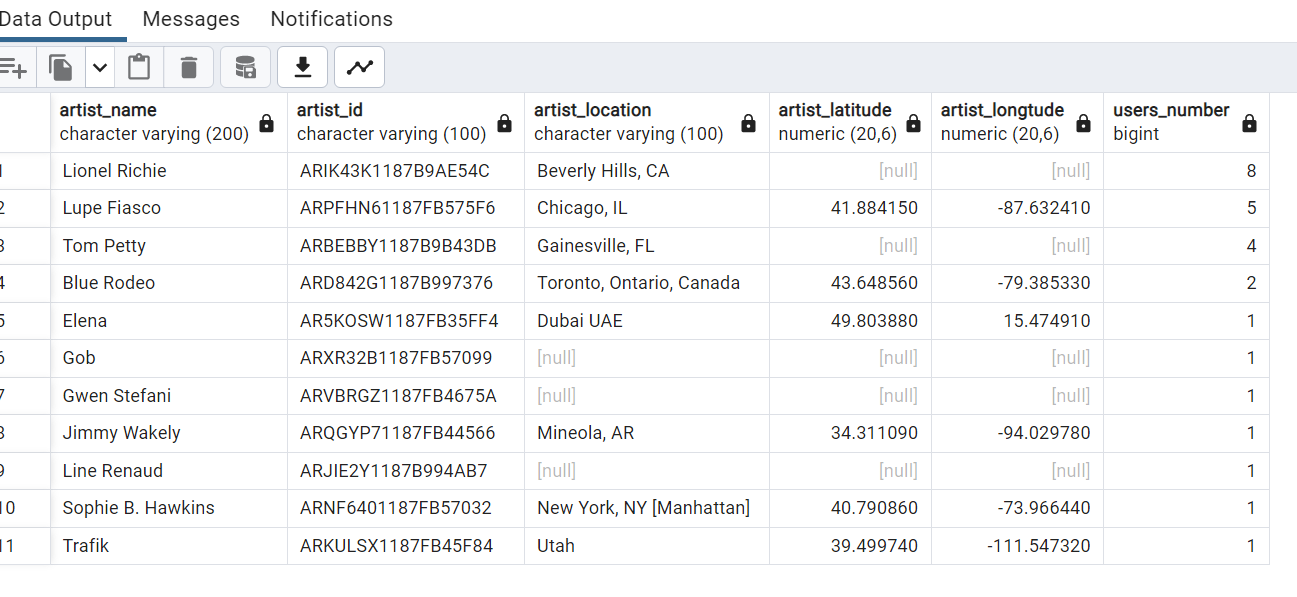 Data Output Messages Notifications
artist_name artist_id artist_location artist_latitude artist_longtude users_number
character varying (200) character varying (100) character varying (100) numeric (20,6) numeric (20,6) bigint
1 Lionel Richie ARIK43K1187B9AE54C Beverly Hills, CA [null] [null] 8
2 Lupe Fiasco ARPFHN61187FB575F6 Chicago, IL 41.884150 -87.632410 5
3 Tom Petty ARBEBBY1187B9B43DB Gainesville, FL [null] [null] 4
4 Blue Rodeo ARD842G1187B997376 Toronto, Ontario, Canada 43.648560 -79.385330 2
5 Elena AR5KOSW1187FB35FF4 Dubai UAE 49.803880 15.474910 1
6 Gob ARXR32B1187FB57099 [null] [null] [null] 1
7 Gwen Stefani ARVBRGZ1187FB4675A [null] [null] [null] 1
8 Jimmy Wakely ARQGYP71187FB44566 Mineola, AR 34.311090 -94.029780 1
9 Line Renaud ARJIE2Y1187B994AB7 [null] [null] [null] 1
10 Sophie B. Hawkins ARNF6401187FB57032 New York, NY [Manhattan] 40.790860 -73.966440 1
11 Trafik ARKULSX1187FB45F84 Utah 39.499740 -111.547320 1